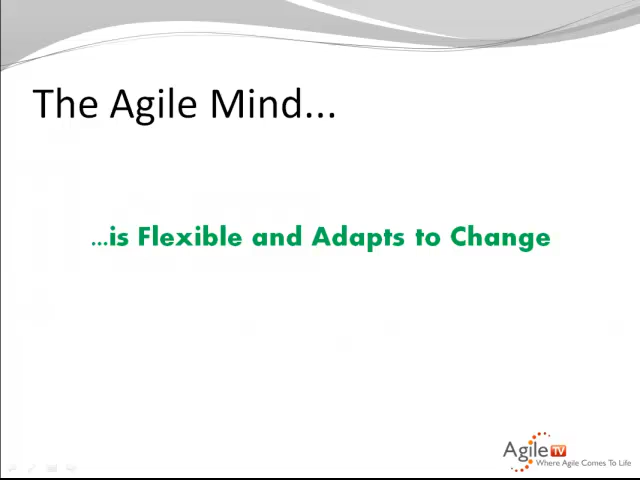 The Agile Mind...
...is Flexible and Adapts to Change
Agile TV
Where Agile Comes To Life